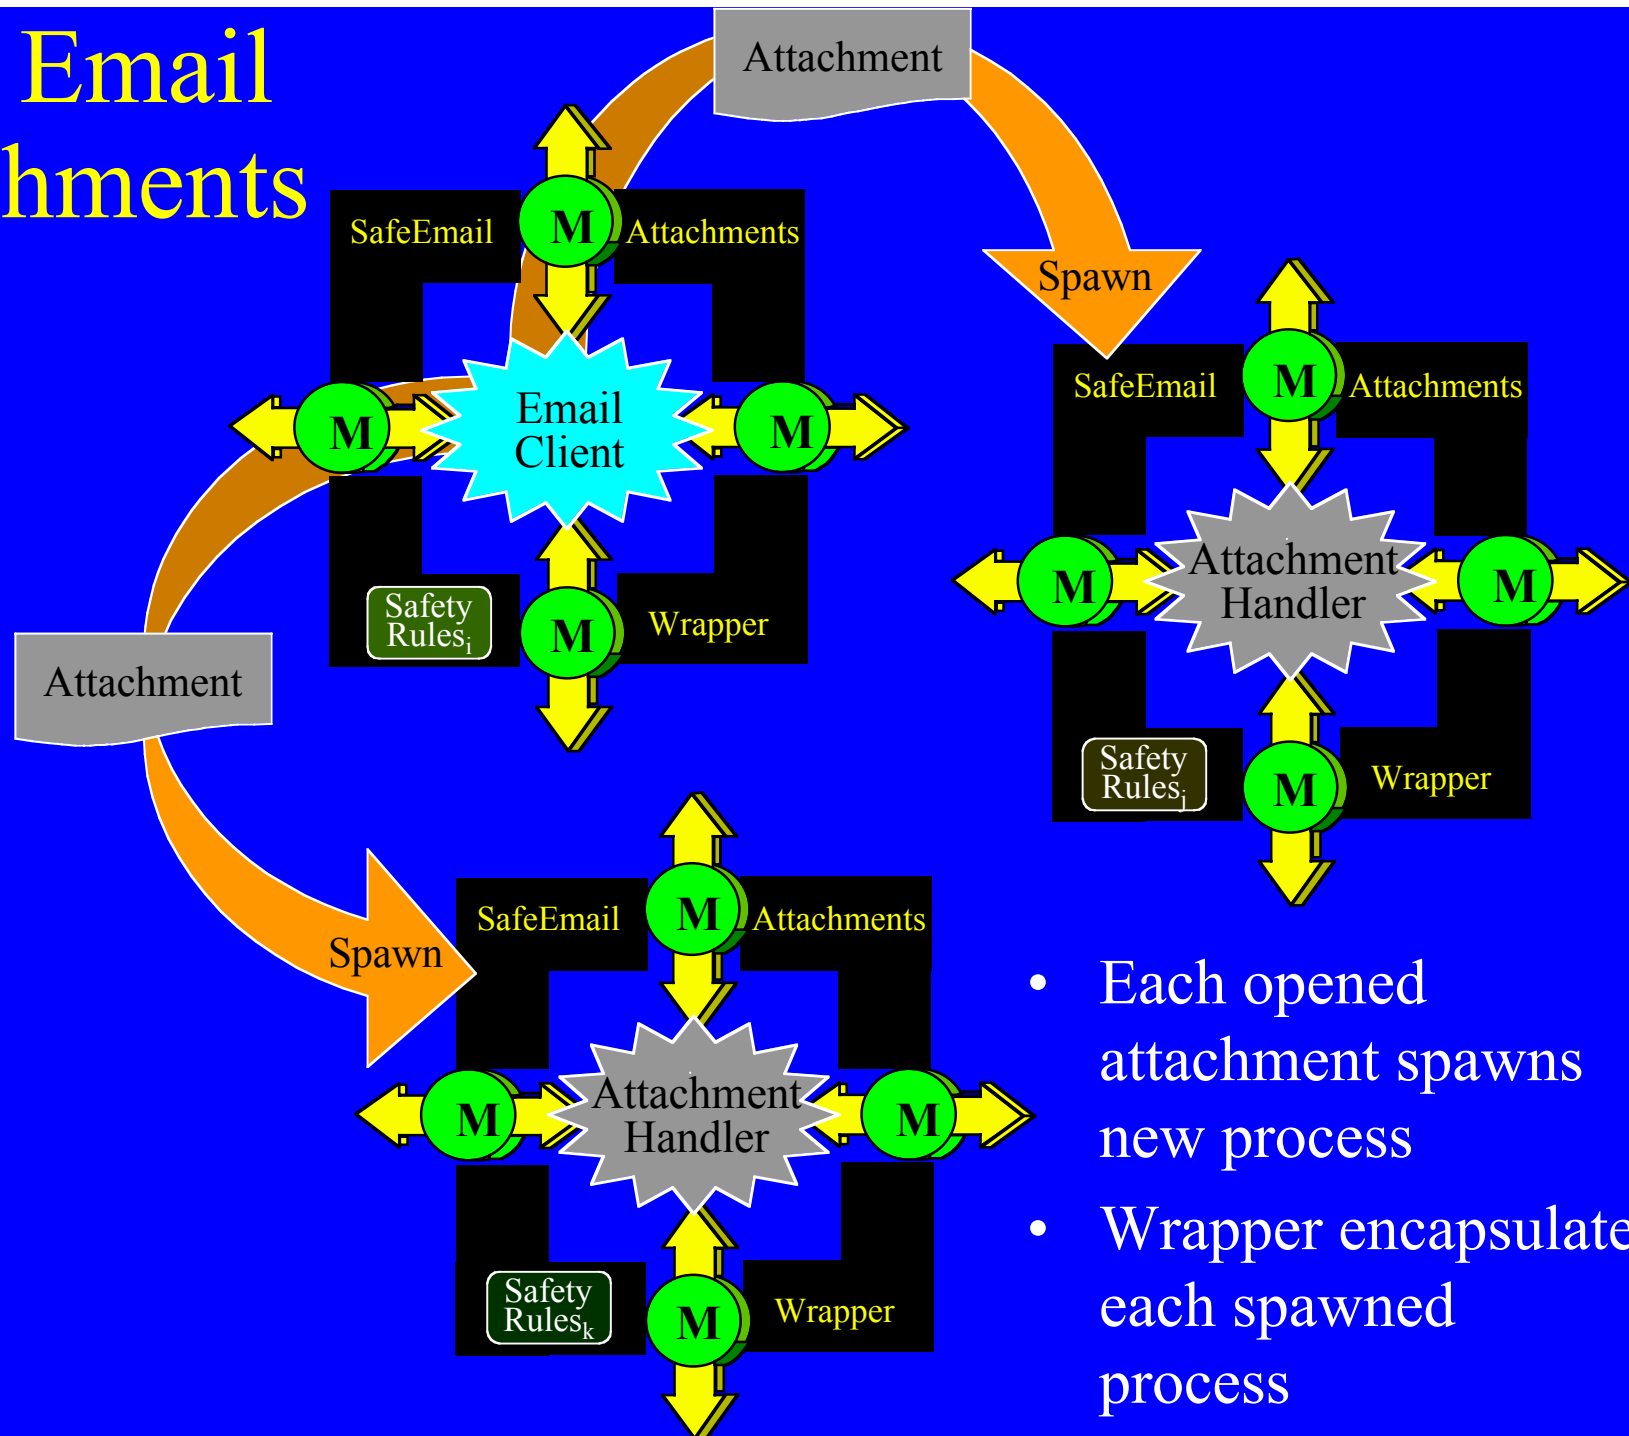 Email
hments
Attachment
SafeEmail
M
Attachments
M
Email
Client
M
Safety
Rulesi
M
Wrapper
Spawn
SafeEmail
M
Attachments
M
Attachment
Handler
M
Safety
Rulesj
M
Wrapper
Attachment
Spawn
SafeEmail
M
Attachments
M
Attachment
Handler
M
Safety
Rulesk
M
Wrapper
• Each opened
attachment spawns
new process
• Wrapper encapsulate
each spawned
process